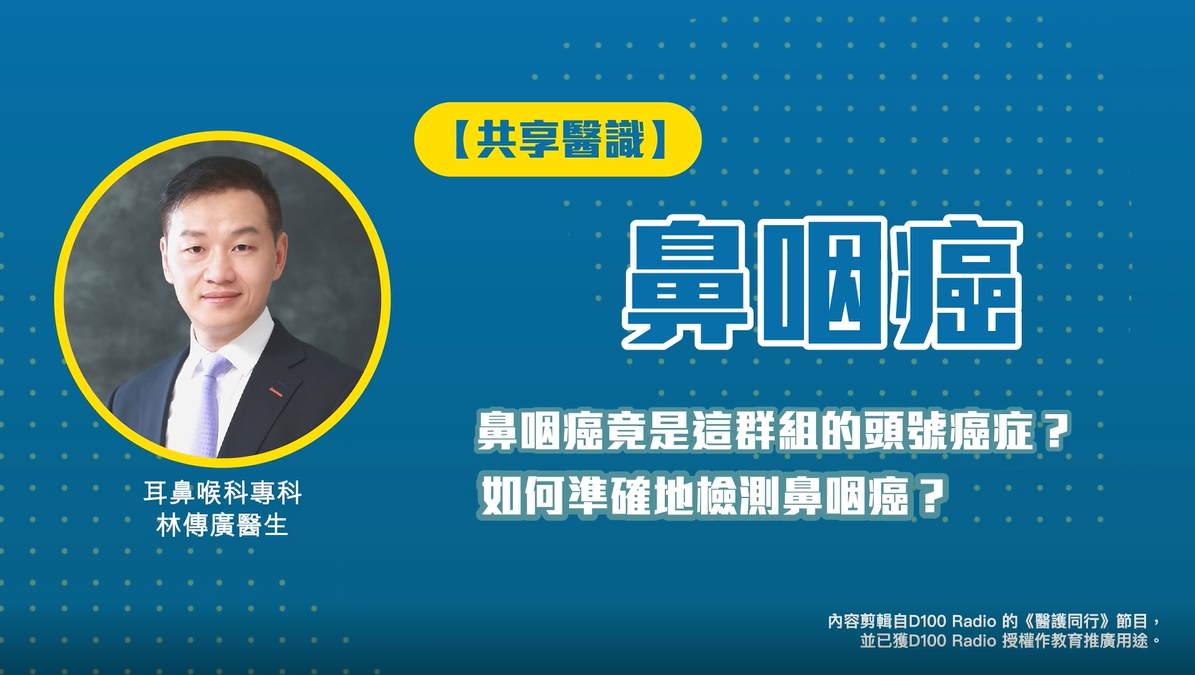 【共享醫識】
鼻咽癌
鼻咽癌竟是這群組的頭號癌症？
如何準確地檢測鼻咽癌？
耳鼻喉科專科
林傳廣醫生
內容剪輯自D100 Radio 的《醫護同行》節目，
並已獲D100 Radio 授權作教育推廣用途。